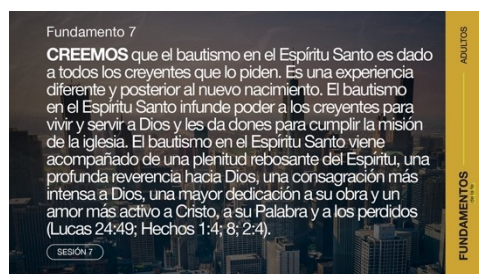 Fundamento 7
CREEMOS que el bautismo en el Espíritu Santo es dado
a todos los creyentes que lo piden. Es una experiencia
diferente y posterior al nuevo nacimiento. El bautismo
en el Espíritu Santo infunde poder a los creyentes para
vivir y servir a Dios y les da dones para cumplir la misión
de la iglesia. El bautismo en el Espíritu Santo viene
acompañado de una plenitud rebosante del Espíritu, una
profunda reverencia hacia Dios, una consagración más
intensa a Dios, una mayor dedicación a su obra y un
amor más activo a Cristo, a su Palabra y a los perdidos
(Lucas 24:49; Hechos 1:4; 8; 2:4).
SESIÓN 7
ADULTOS
FUNDAMENTOS